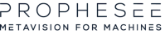 PROPHESEE
METAVISION FOR MACHINES